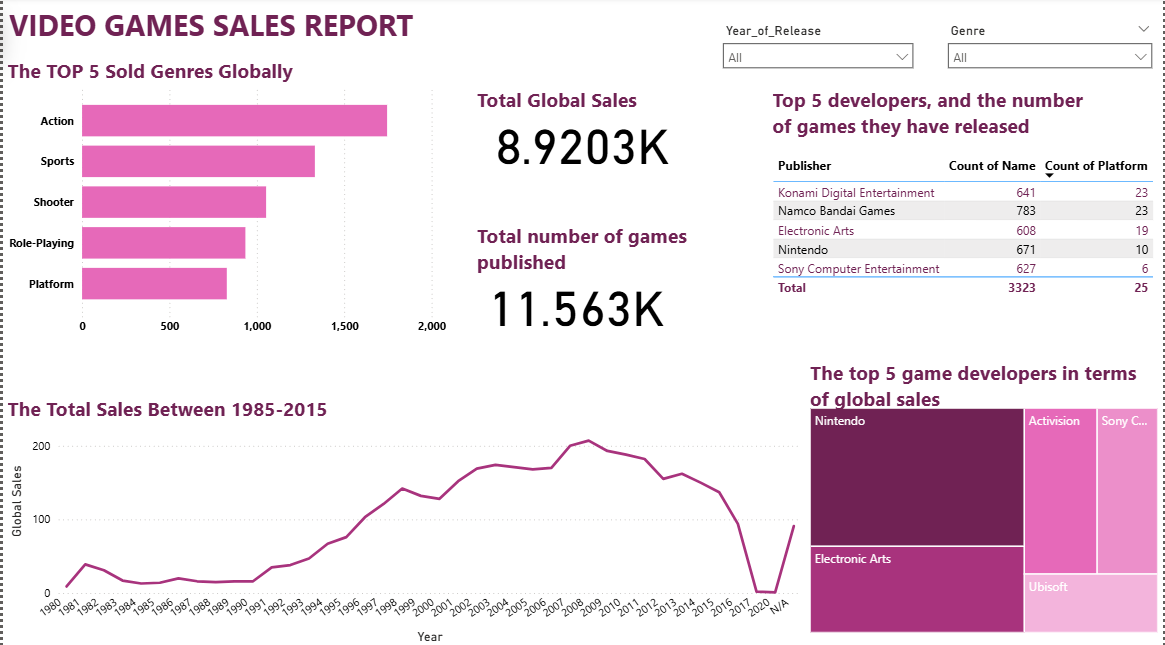 VIDEO GAMES SALES REPORT
Year_of_Release
All
Genre
All
The TOP 5 Sold Genres Globally
Action
Sports
Shooter
Role-Playing
Platform
0 500 1,000 1,500 2,000
Total Global Sales
8.9203K
Total number of games
published
11.563K
Top 5 developers, and the number
of games they have released
Publisher Count of Name Count of Platform
Konami Digital Entertainment 641 23
Namco Bandai Games 783 23
Electronic Arts 608 19
Nintendo 671 10
Sony Computer Entertainment 627 6
Total 3323 25
The Total Sales Between 1985-2015
Global Sales
200
100
0
1980 1981 1982 1983 1984 1985 1986 1987 1988 1989 1990 1991 1992 1993 1994 1995 1996 1997 1998 1999 2000 2001 2002 2003 2004 2005 2006 2007 2008 2009 2010 2011 2012 2013 2014 2015 2016 2017 2020 N/A
Year
The top 5 game developers in terms
of global sales
Nintendo
Activision
Sony C...
Electronic Arts
Ubisoft